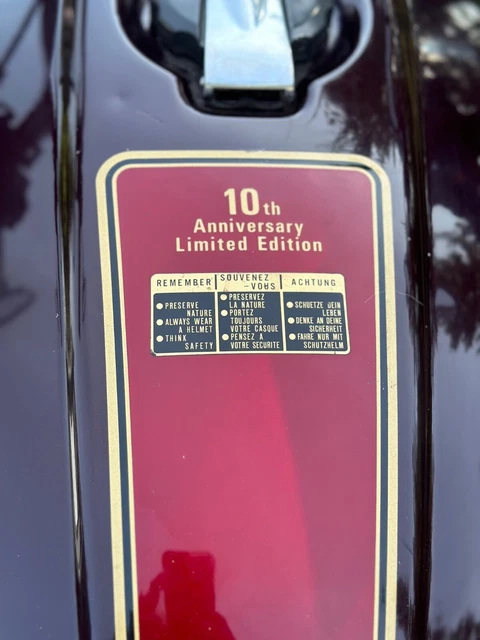 10th
Anniversary
Limited Edition
REMEMBER
PRESERVE
NATURE
ALWAYS WEAR
A HELMET
THINK
SAFETY
SOUVENEZ
-VOUS
PRESERVEZ
LA NATURE
PORTEZ
TOUJOURS
VOTRE CASQUE
PENSEZ A
VOTRE SECURITE
ACHTUNG
SCHUETZE DEIN
LEBEN
DENKE AN DEINE
SICHERHEIT
FAHRE NUR MIT
SCHUTZHELM